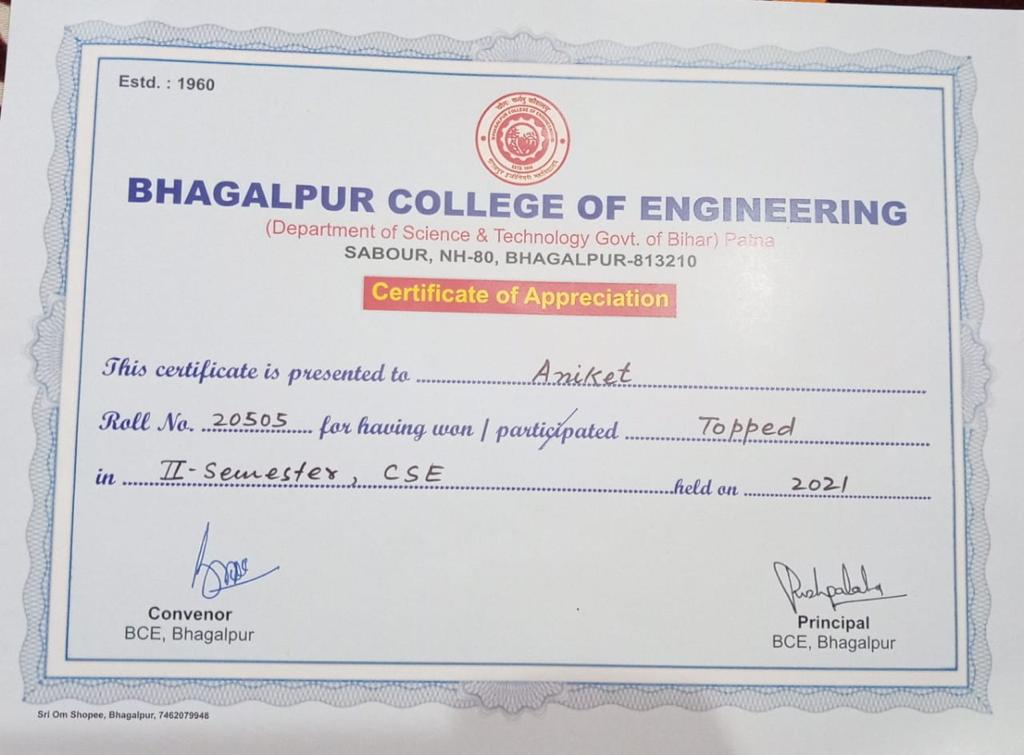 Estd. : 1960
BHAGALPUR COLLEGE OF ENGINEERING
(Department of Science & Technology Govt. of Bihar) Patna
SABOUR, NH-80, BHAGALPUR-813210
Certificate of Appreciation
This certificate is presented to Aniket
Roll No. 20505 for having won / participated Topped
in II-Semester, CSE held on 2021
Pushpalata
Convenor
BCE, Bhagalpur
Principal
BCE, Bhagalpur
Sri Om Shopee, Bhagalpur, 7462079948